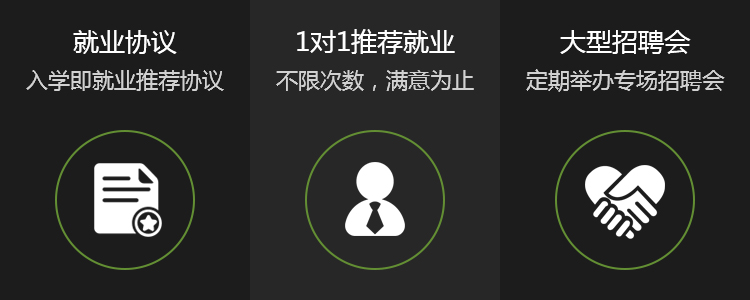 就业协议
入学即就业推荐协议
1对1推荐就业
不限次数，满意为止
大型招聘会
定期举办专场招聘会